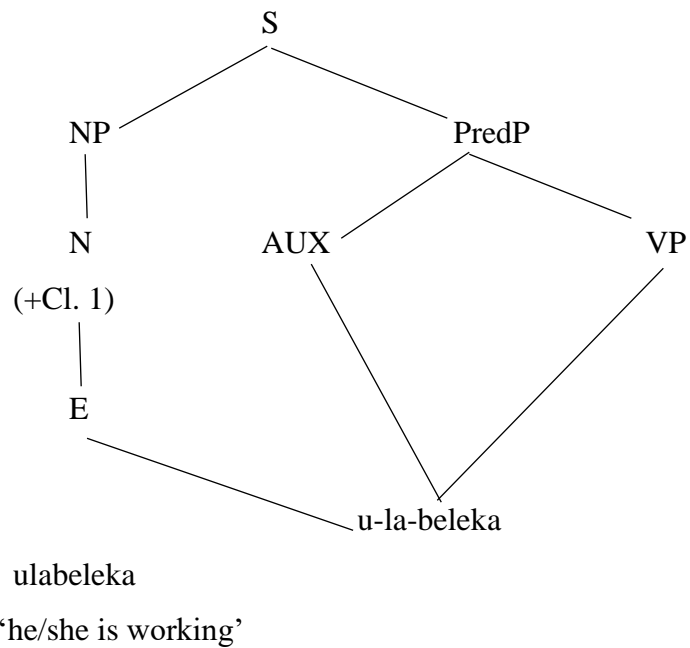 S
NP PredP
N AUX VP
(+Cl. 1)
E
u-la-beleka
ulabeleka
‘he/she is working’